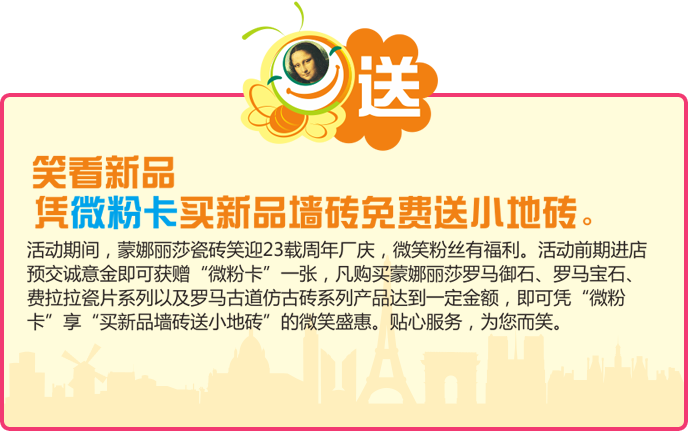 送
笑看新品
凭微粉卡买新品墙砖免费送小地砖。
活动期间，蒙娜丽莎瓷砖笑迎23载周年厂庆，微笑粉丝有福利。活动前期进店
预交诚意金即可获赠“微粉卡”一张，凡购买蒙娜丽莎罗马御石、罗马宝石、
费拉拉瓷片系列以及罗马古道仿古砖系列产品达到一定金额，即可凭“微粉
卡”享“买新品墙砖送小地砖”的微笑盛惠。贴心服务，为您而笑。